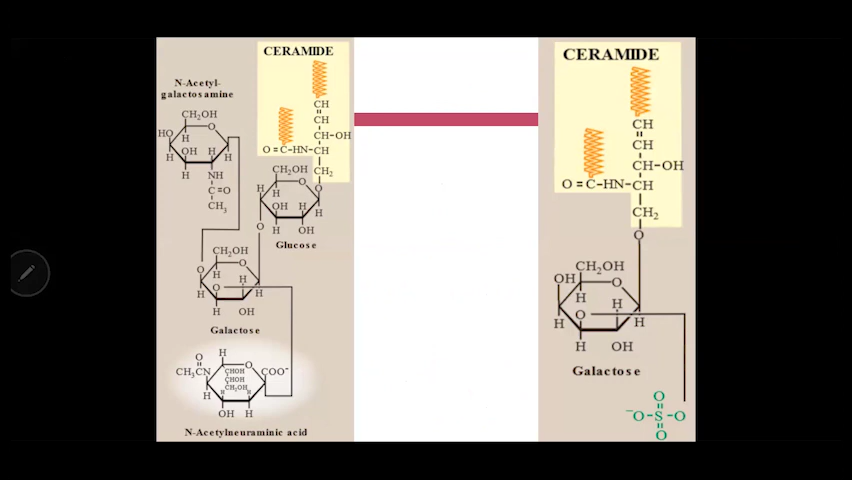 CERAMIDE
N-Acetyl-
galactosamine
CH₂OH
HO
O
H
OH
H
H
H
H
NH
C=O
CH₃
CH
CH
CH-OH
O=C-HN-CH
CH₂
O
CH₂OH
O
H
H
OH
H
H
O
H
OH
Glucose
CH₂OH
O
O
H
H
H
O
H
H
OH
Galactose
H
O
CH₃CN
O
COO⁻
CHOH
CHOH
CH₂OH
H
H
H
OH
H
N-Acetylneuraminic acid
CERAMIDE
CH
CH
CH-OH
O=C-HN-CH
CH₂
O
CH₂OH
OH
O
H
H
H
O
H
H
OH
Galactose
O
⁻O-S-O
O